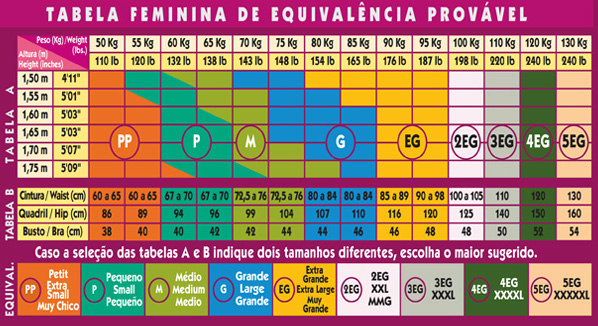 TABELA FEMININA DE EQUIVALÊNCIA PROVÁVEL
Peso (Kg) /Weight (Lbs.) 50 Kg 55 Kg 60 Kg 65 Kg 70 Kg 75 Kg 80 Kg 85 Kg 90 Kg 95 Kg 100 Kg 110 Kg 120 Kg 130 Kg
Altura (m) Height (inches) 110 lb 120 lb 132 lb 138 lb 143 lb 148 lb 154 lb 165 lb 176 lb 187 lb 198 lb 220 lb 240 lb 240 lb
TABELA A
1,50 m 4'11"
1,55 m 5'01"
1,60 m 5'03"
1,65 m 5'03"
PP P M G EG 2EG 3EG 4EG 5EG
1,70 m 5'07"
1,75 m 5'09"
TABELA B
Cintura / Waist (cm) 60 a 65 60 a 65 67 a 70 67 a 70 72,5 a 76 72,5 a 76 80 a 84 80 a 84 85 a 89 90 a 98 100 a 105 110 120 130
Quadril / Hip (cm) 86 89 94 96 99 104 107 110 116 120 125 140 150 160
Busto / Bra (cm) 38 40 40 42 42 44 44 46 46 48 48 50 52 54
Caso a seleção das tabelas A e B indique dois tamanhos diferentes, escolha o maior sugerido.
EQUIVAL.
PP Petit Extra Small Muy Chico
P Pequeno Small Pequeño
M Médio Medium Medio
G Grande Large Grande
EG Extra Grande Extra Large Muy Grande
2EG 2EG XXL MMG
3EG 3EG XXXL
4EG 4EG XXXXL
5EG 5EG XXXXXL